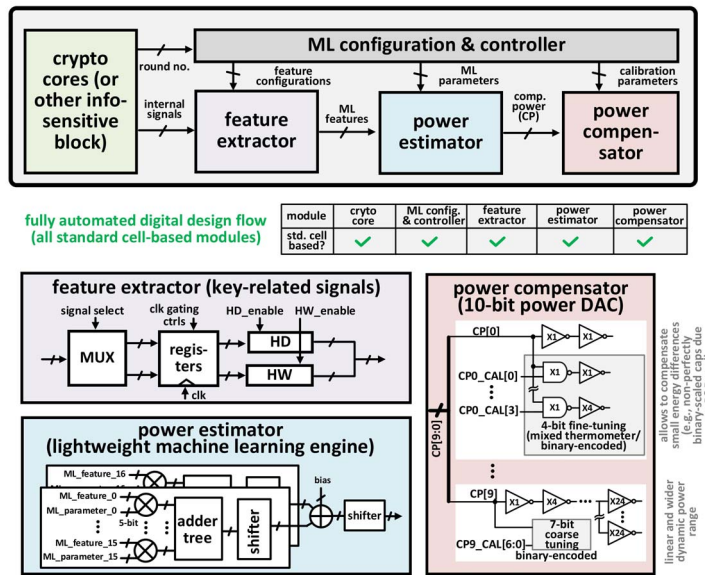 crypto
cores (or
other info-
sensitive
block)
round no.
internal
signals
ML configuration & controller
feature
configurations
ML
parameters
calibration
parameters
feature
extractor
ML
features
power
estimator
comp.
power
(CP)
power
compen-
sator
fully automated digital design flow
(all standard cell-based modules)
module
cryto
core
ML config.
& controller
feature
extractor
power
estimator
power
compensator
std. cell
based?
✓ ✓ ✓ ✓ ✓
feature extractor (key-related signals)
signal select
clk gating
ctrls
HD_enable
HW_enable
MUX
regis-
ters
HD
HW
clk
power estimator
(lightweight machine learning engine)
ML_feature_16
ML_feature_0
ML_parameter_0
5-bit
ML_feature_15
ML_parameter_15
adder
tree
shifter
bias
shifter
power compensator
(10-bit power DAC)
CP[9:0]
CP[0]
X1
X1
CP0_CAL[0]
X1
X1
CP0_CAL[3]
X1
X4
4-bit fine-tuning
(mixed thermometer/
binary-encoded)
CP[9]
X1
X4
X24
X24
CP9_CAL[6:0]
7-bit
coarse
tuning
binary-encoded
allows to compensate
small energy differences
(e.g., non-perfectly
binary-scaled caps due
linear and wider
dynamic power
range